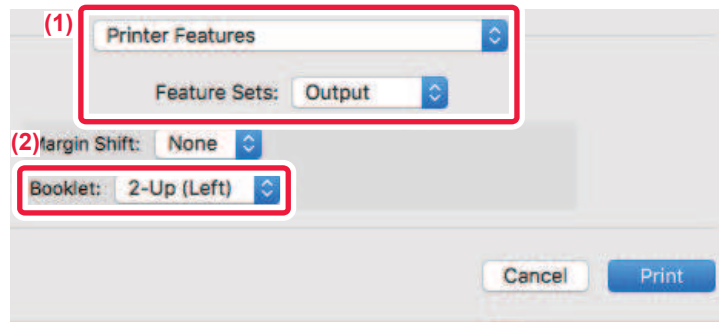 (1)
Printer Features
Feature Sets: Output
(2)
Margin Shift: None
Booklet: 2-Up (Left)
Cancel Print